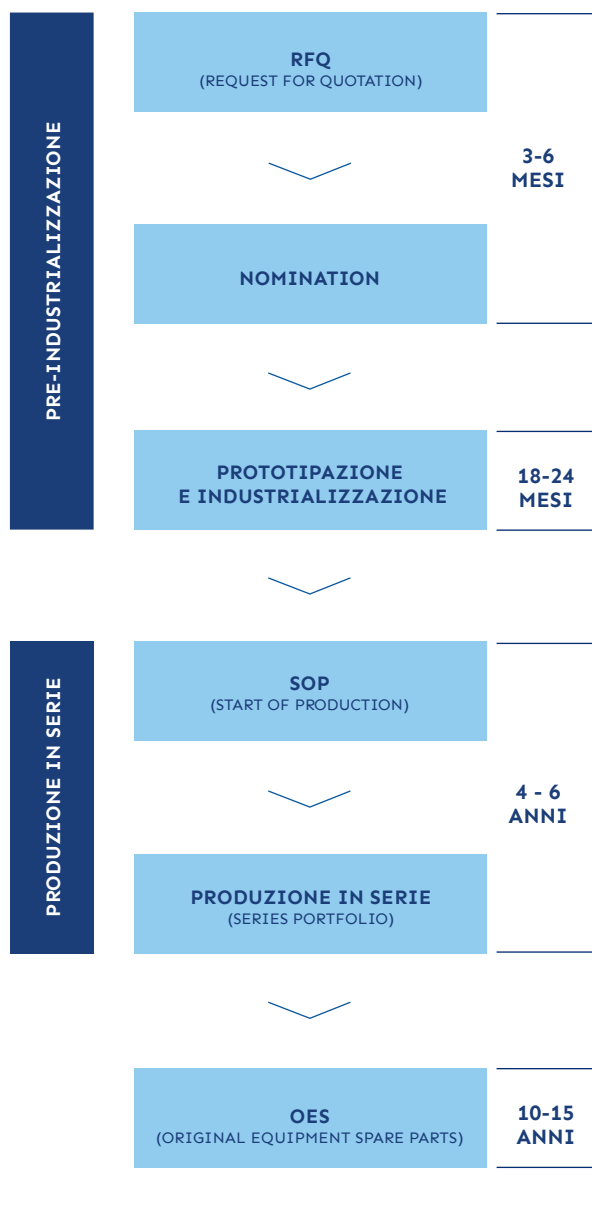 PRE-INDUSTRIALIZZAZIONE
RFQ
(REQUEST FOR QUOTATION)
3-6
MESI
NOMINATION
PROTOTIPAZIONE
E INDUSTRIALIZZAZIONE
18-24
MESI
PRODUZIONE IN SERIE
SOP
(START OF PRODUCTION)
4 - 6
ANNI
PRODUZIONE IN SERIE
(SERIES PORTFOLIO)
OES
(ORIGINAL EQUIPMENT SPARE PARTS)
10-15
ANNI